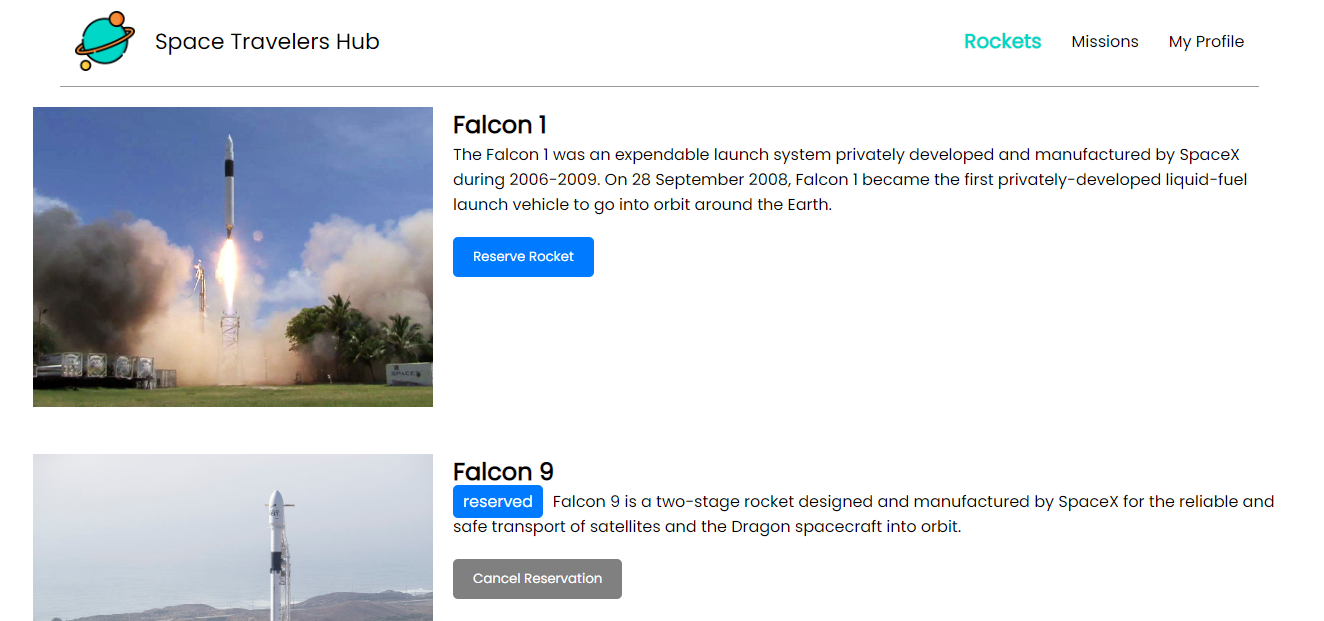 Space Travelers Hub
Rockets Missions My Profile
Falcon 1
The Falcon 1 was an expendable launch system privately developed and manufactured by SpaceX
during 2006-2009. On 28 September 2008, Falcon 1 became the first privately-developed liquid-fuel
launch vehicle to go into orbit around the Earth.
Reserve Rocket
SPACEX
Falcon 9
reserved Falcon 9 is a two-stage rocket designed and manufactured by SpaceX for the reliable and
safe transport of satellites and the Dragon spacecraft into orbit.
Cancel Reservation